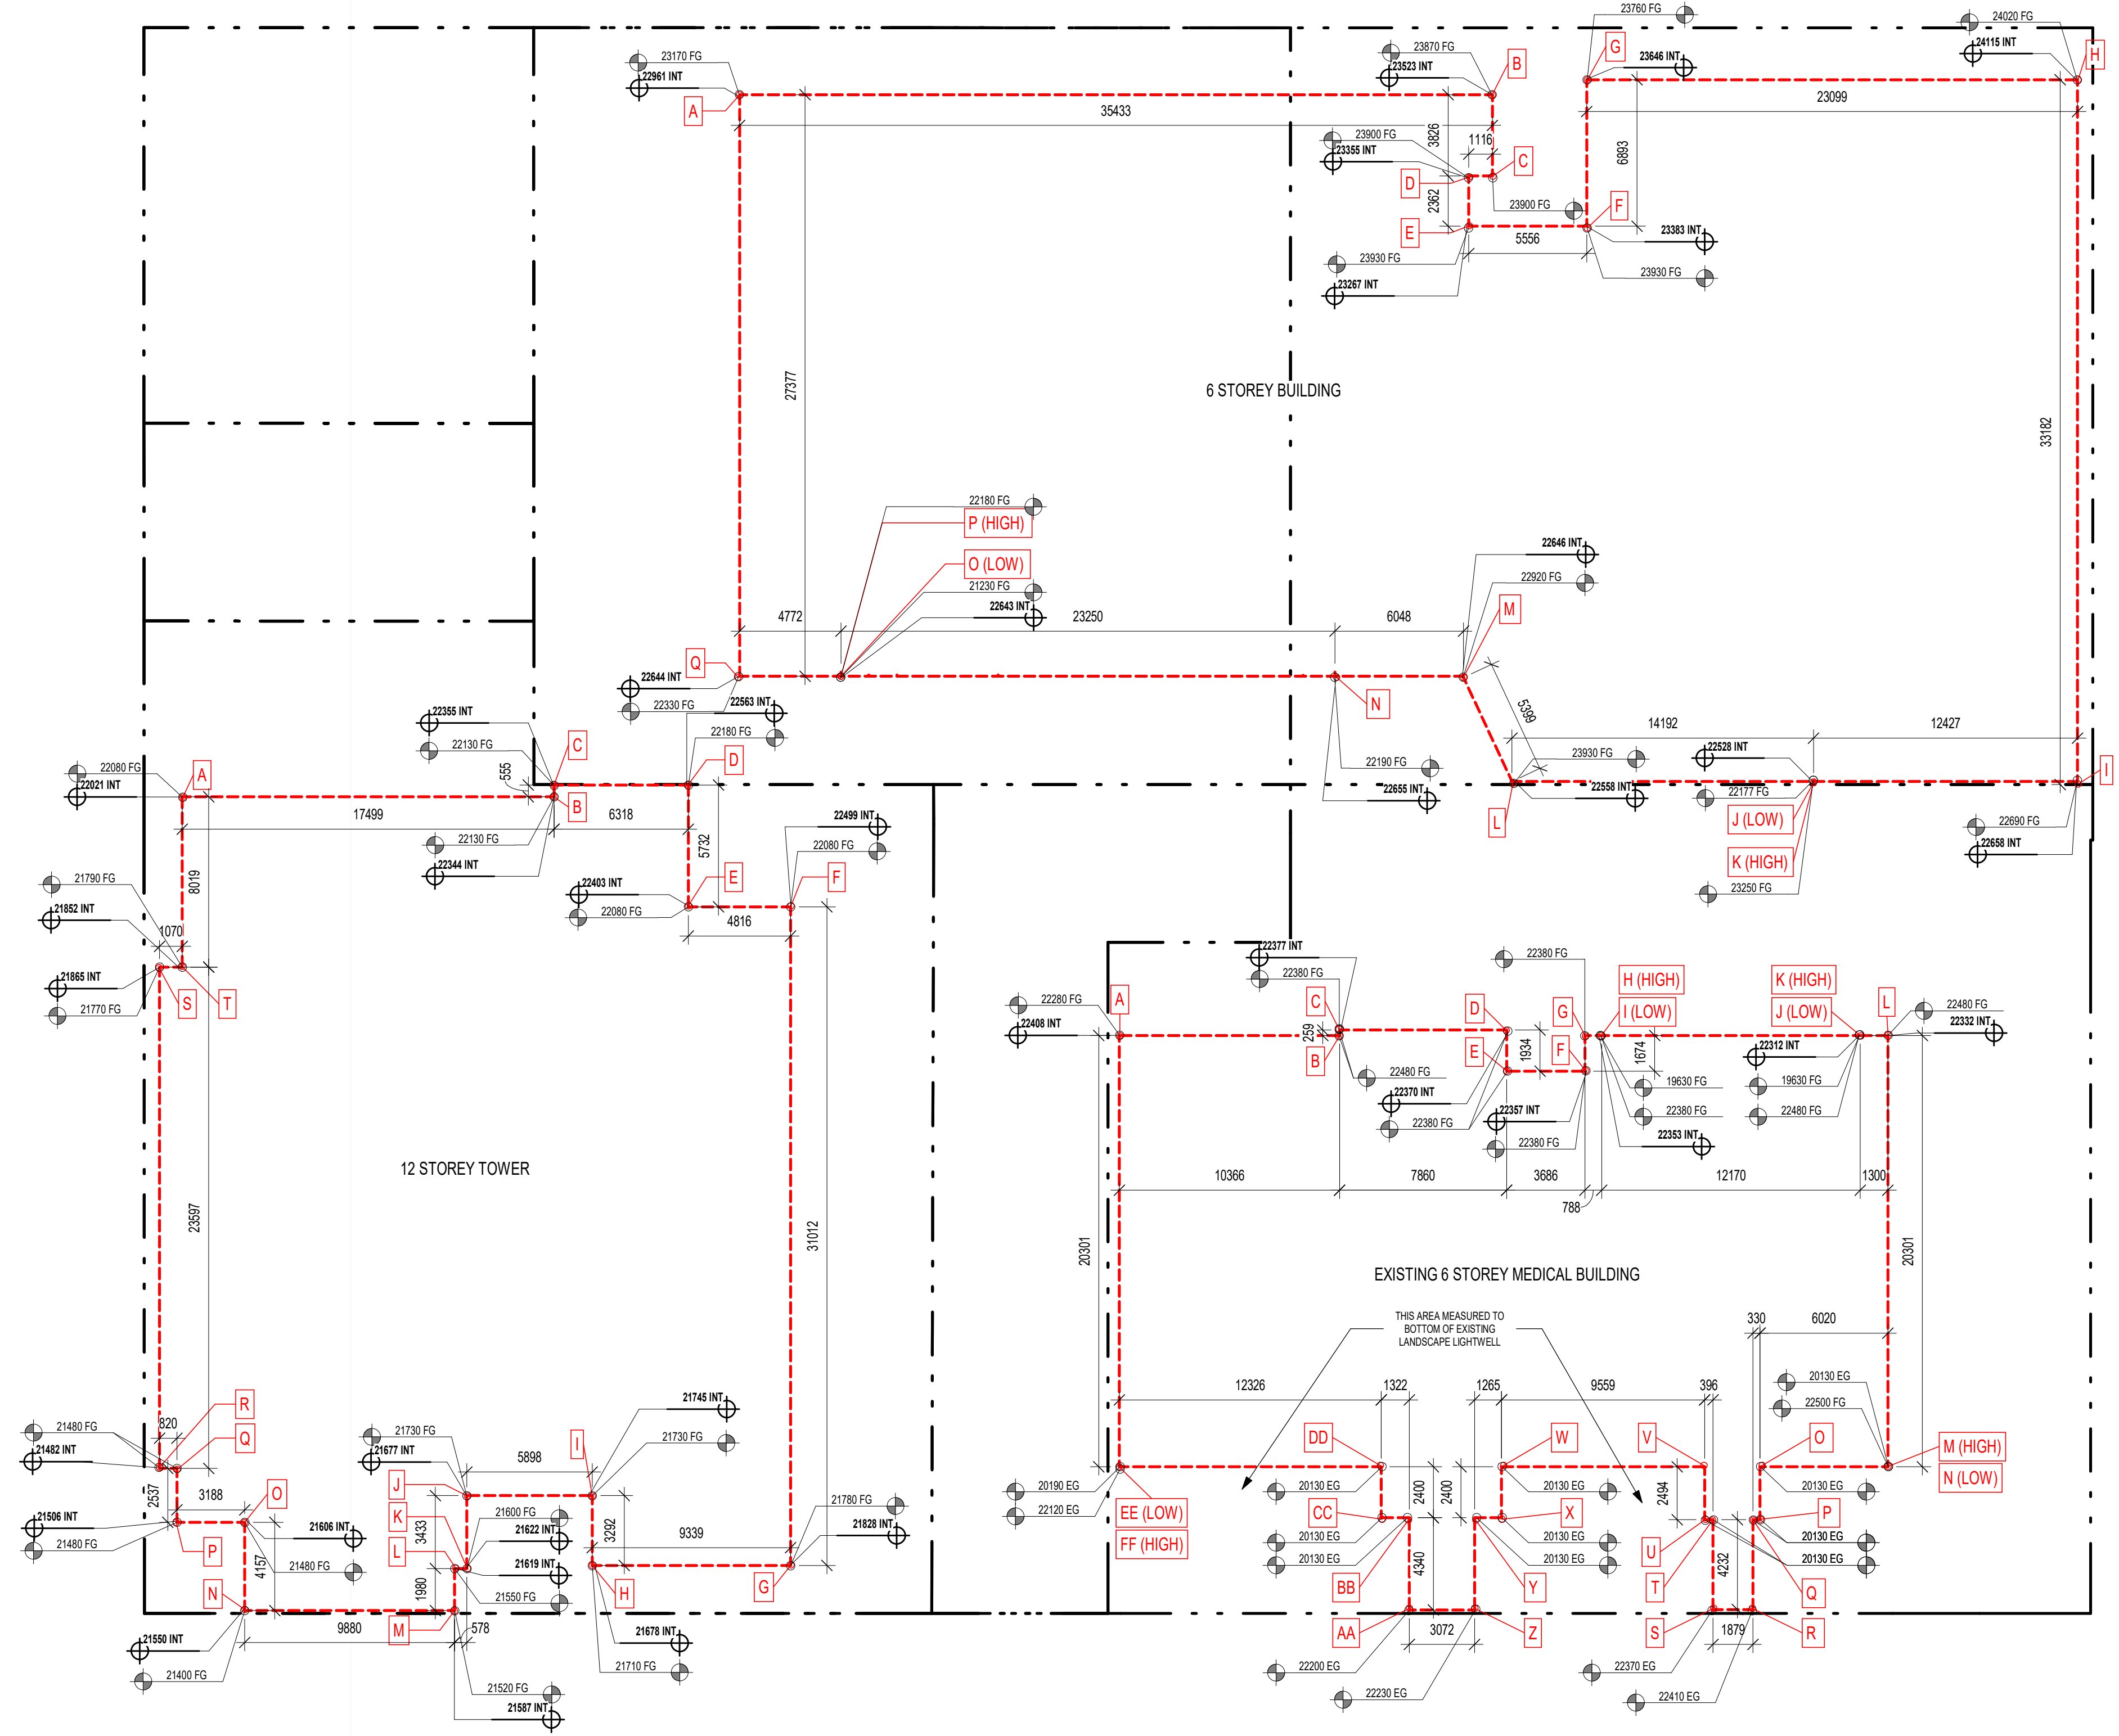 23760 FG
24020 FG
23170 FG
23870 FG
G
24115 INT
22961 INT
23523 INT
B
23646 INT
H
A
35433
23099
23900 FG
23355 INT
3826
1116
C
6893
D
2362
23900 FG
F
E
5556
23383 INT
23930 FG
23930 FG
23267 INT
6 STOREY BUILDING
27377
33182
22180 FG
P (HIGH)
O (LOW)
21230 FG
22643 INT
22646 INT
22920 FG
M
4772
23250
6048
Q
22644 INT
22330 FG
22563 INT
22180 FG
N
5399
14192
12427
22355 INT
22130 FG
C
D
22190 FG
22655 INT
23930 FG
22558 INT
22528 INT
22177 FG
J (LOW)
K (HIGH)
23250 FG
I
L
22690 FG
22658 INT
22080 FG
22021 INT
A
555
B
17499
6318
22130 FG
22344 INT
5732
22499 INT
22080 FG
22403 INT
22080 FG
E
F
4816
21790 FG
21852 INT
8019
1070
21865 INT
21770 FG
S
T
22377 INT
22380 FG
22380 FG
H (HIGH)
I (LOW)
K (HIGH)
J (LOW)
22280 FG
22408 INT
A
C
259
B
D
E
1934
G
F
1674
L
22480 FG
22332 INT
22312 INT
22480 FG
22370 INT
22380 FG
22357 INT
22380 FG
19630 FG
22380 FG
22353 INT
19630 FG
22480 FG
12 STOREY TOWER
10366
7860
3686
788
12170
1300
23597
31012
20301
20301
EXISTING 6 STOREY MEDICAL BUILDING
THIS AREA MEASURED TO
BOTTOM OF EXISTING
LANDSCAPE LIGHTWELL
330
6020
12326
1322
1265
9559
396
20130 EG
22500 FG
21480 FG
21482 INT
820
R
Q
21730 FG
21677 INT
5898
I
21745 INT
21730 FG
DD
W
V
O
M (HIGH)
N (LOW)
J
K
2537
3188
O
21506 INT
21480 FG
P
21606 INT
21480 FG
N
4157
3433
L
1980
M
21600 FG
21622 INT
21619 INT
21550 FG
3292
9339
H
G
21780 FG
21828 INT
20190 EG
22120 EG
EE (LOW)
FF (HIGH)
20130 EG
CC
20130 EG
20130 EG
BB
2400
2400
4340
20130 EG
X
20130 EG
20130 EG
Y
2494
U
T
4232
20130 EG
P
20130 EG
20130 EG
Q
21550 INT
21400 FG
9880
578
21678 INT
21710 FG
21520 FG
21587 INT
AA
3072
Z
22200 EG
22230 EG
S
1879
R
22370 EG
22410 EG